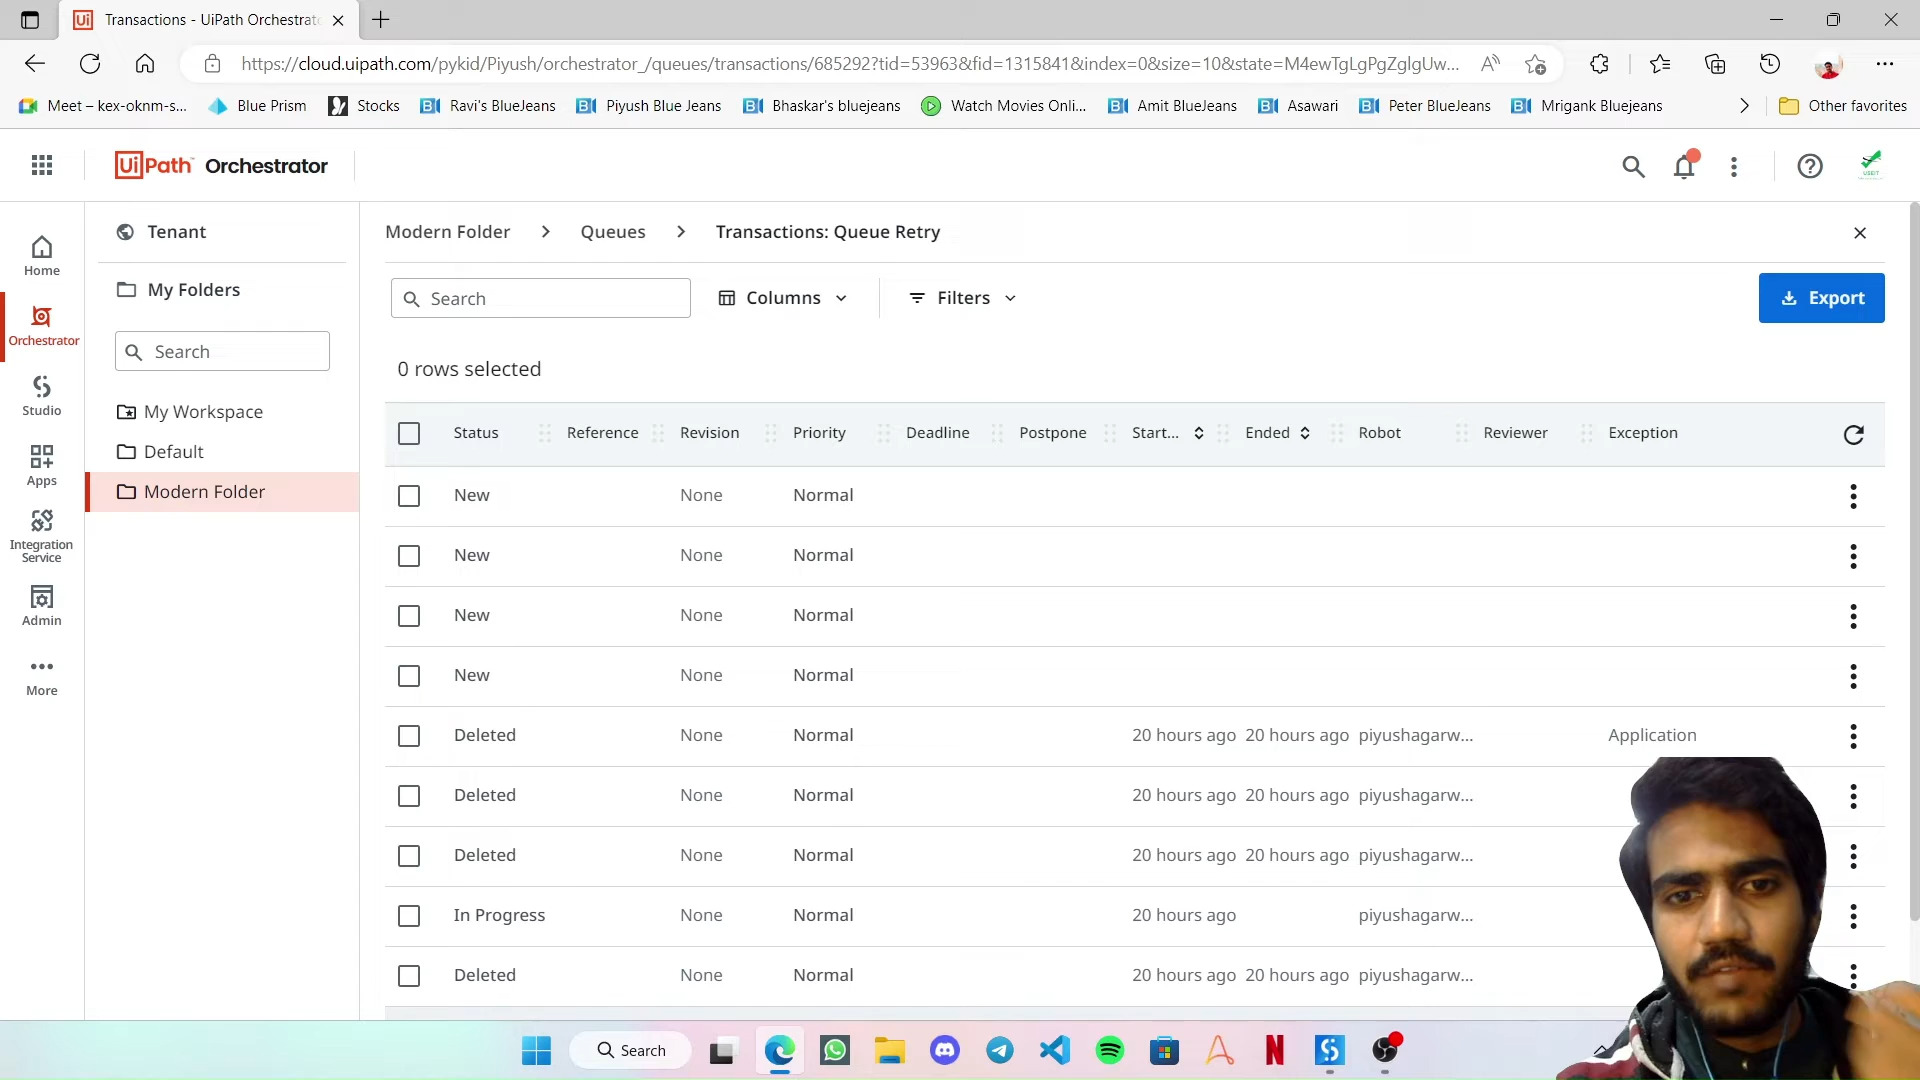 Transactions - UiPath Orchestrato
https://cloud.uipath.com/pykid/Piyush/orchestrator_/queues/transactions/685292?tid=53963&fid=1315841&index=0&size=10&state=M4ewTgLgPgZglgUw...
Meet – kex-oknm-s... Blue Prism Stocks Ravi's BlueJeans Piyush Blue Jeans Bhaskar's bluejeans Watch Movies Onli... Amit BlueJeans Asawari Peter BlueJeans Mrigank Bluejeans Other favorites
UiPath Orchestrator
USEIT
Home
Orchestrator
Studio
Apps
Integration
Service
Admin
More
Tenant
My Folders
Search
My Workspace
Default
Modern Folder
Modern Folder > Queues > Transactions: Queue Retry
Search Columns Filters Export
0 rows selected
Status Reference Revision Priority Deadline Postpone Start... Ended Robot Reviewer Exception
New None Normal
New None Normal
New None Normal
New None Normal
Deleted None Normal 20 hours ago 20 hours ago piyushagarw... Application
Deleted None Normal 20 hours ago 20 hours ago piyushagarw...
Deleted None Normal 20 hours ago 20 hours ago piyushagarw...
In Progress None Normal 20 hours ago piyushagarw...
Deleted None Normal 20 hours ago 20 hours ago piyushagarw...
Search